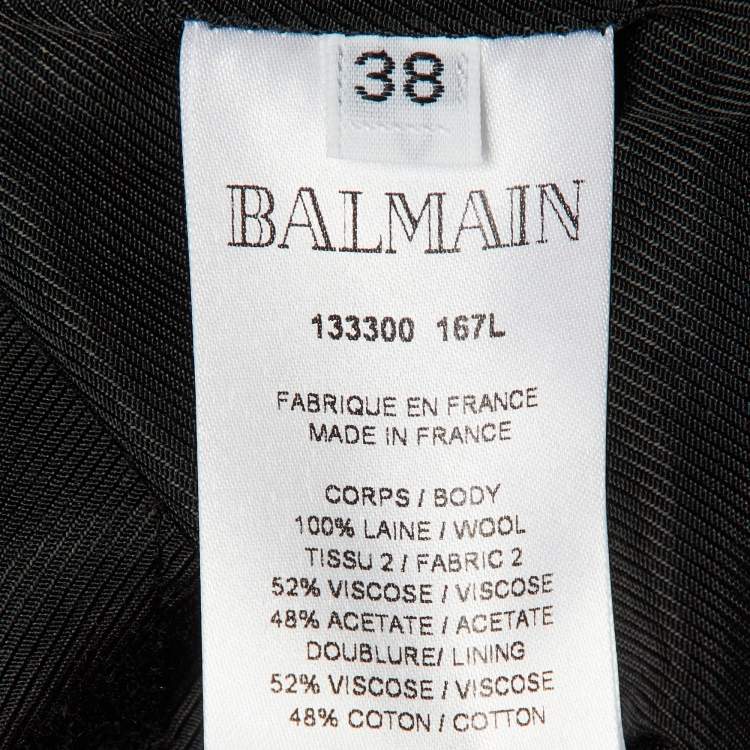 38
BALMAIN
133300 167L
FABRIQUE EN FRANCE
MADE IN FRANCE
CORPS / BODY
100% LAINE / WOOL
TISSU 2 / FABRIC 2
52% VISCOSE / VISCOSE
48% ACETATE / ACETATE
DOUBLURE/ LINING
52% VISCOSE / VISCOSE
48% COTON / COTTON